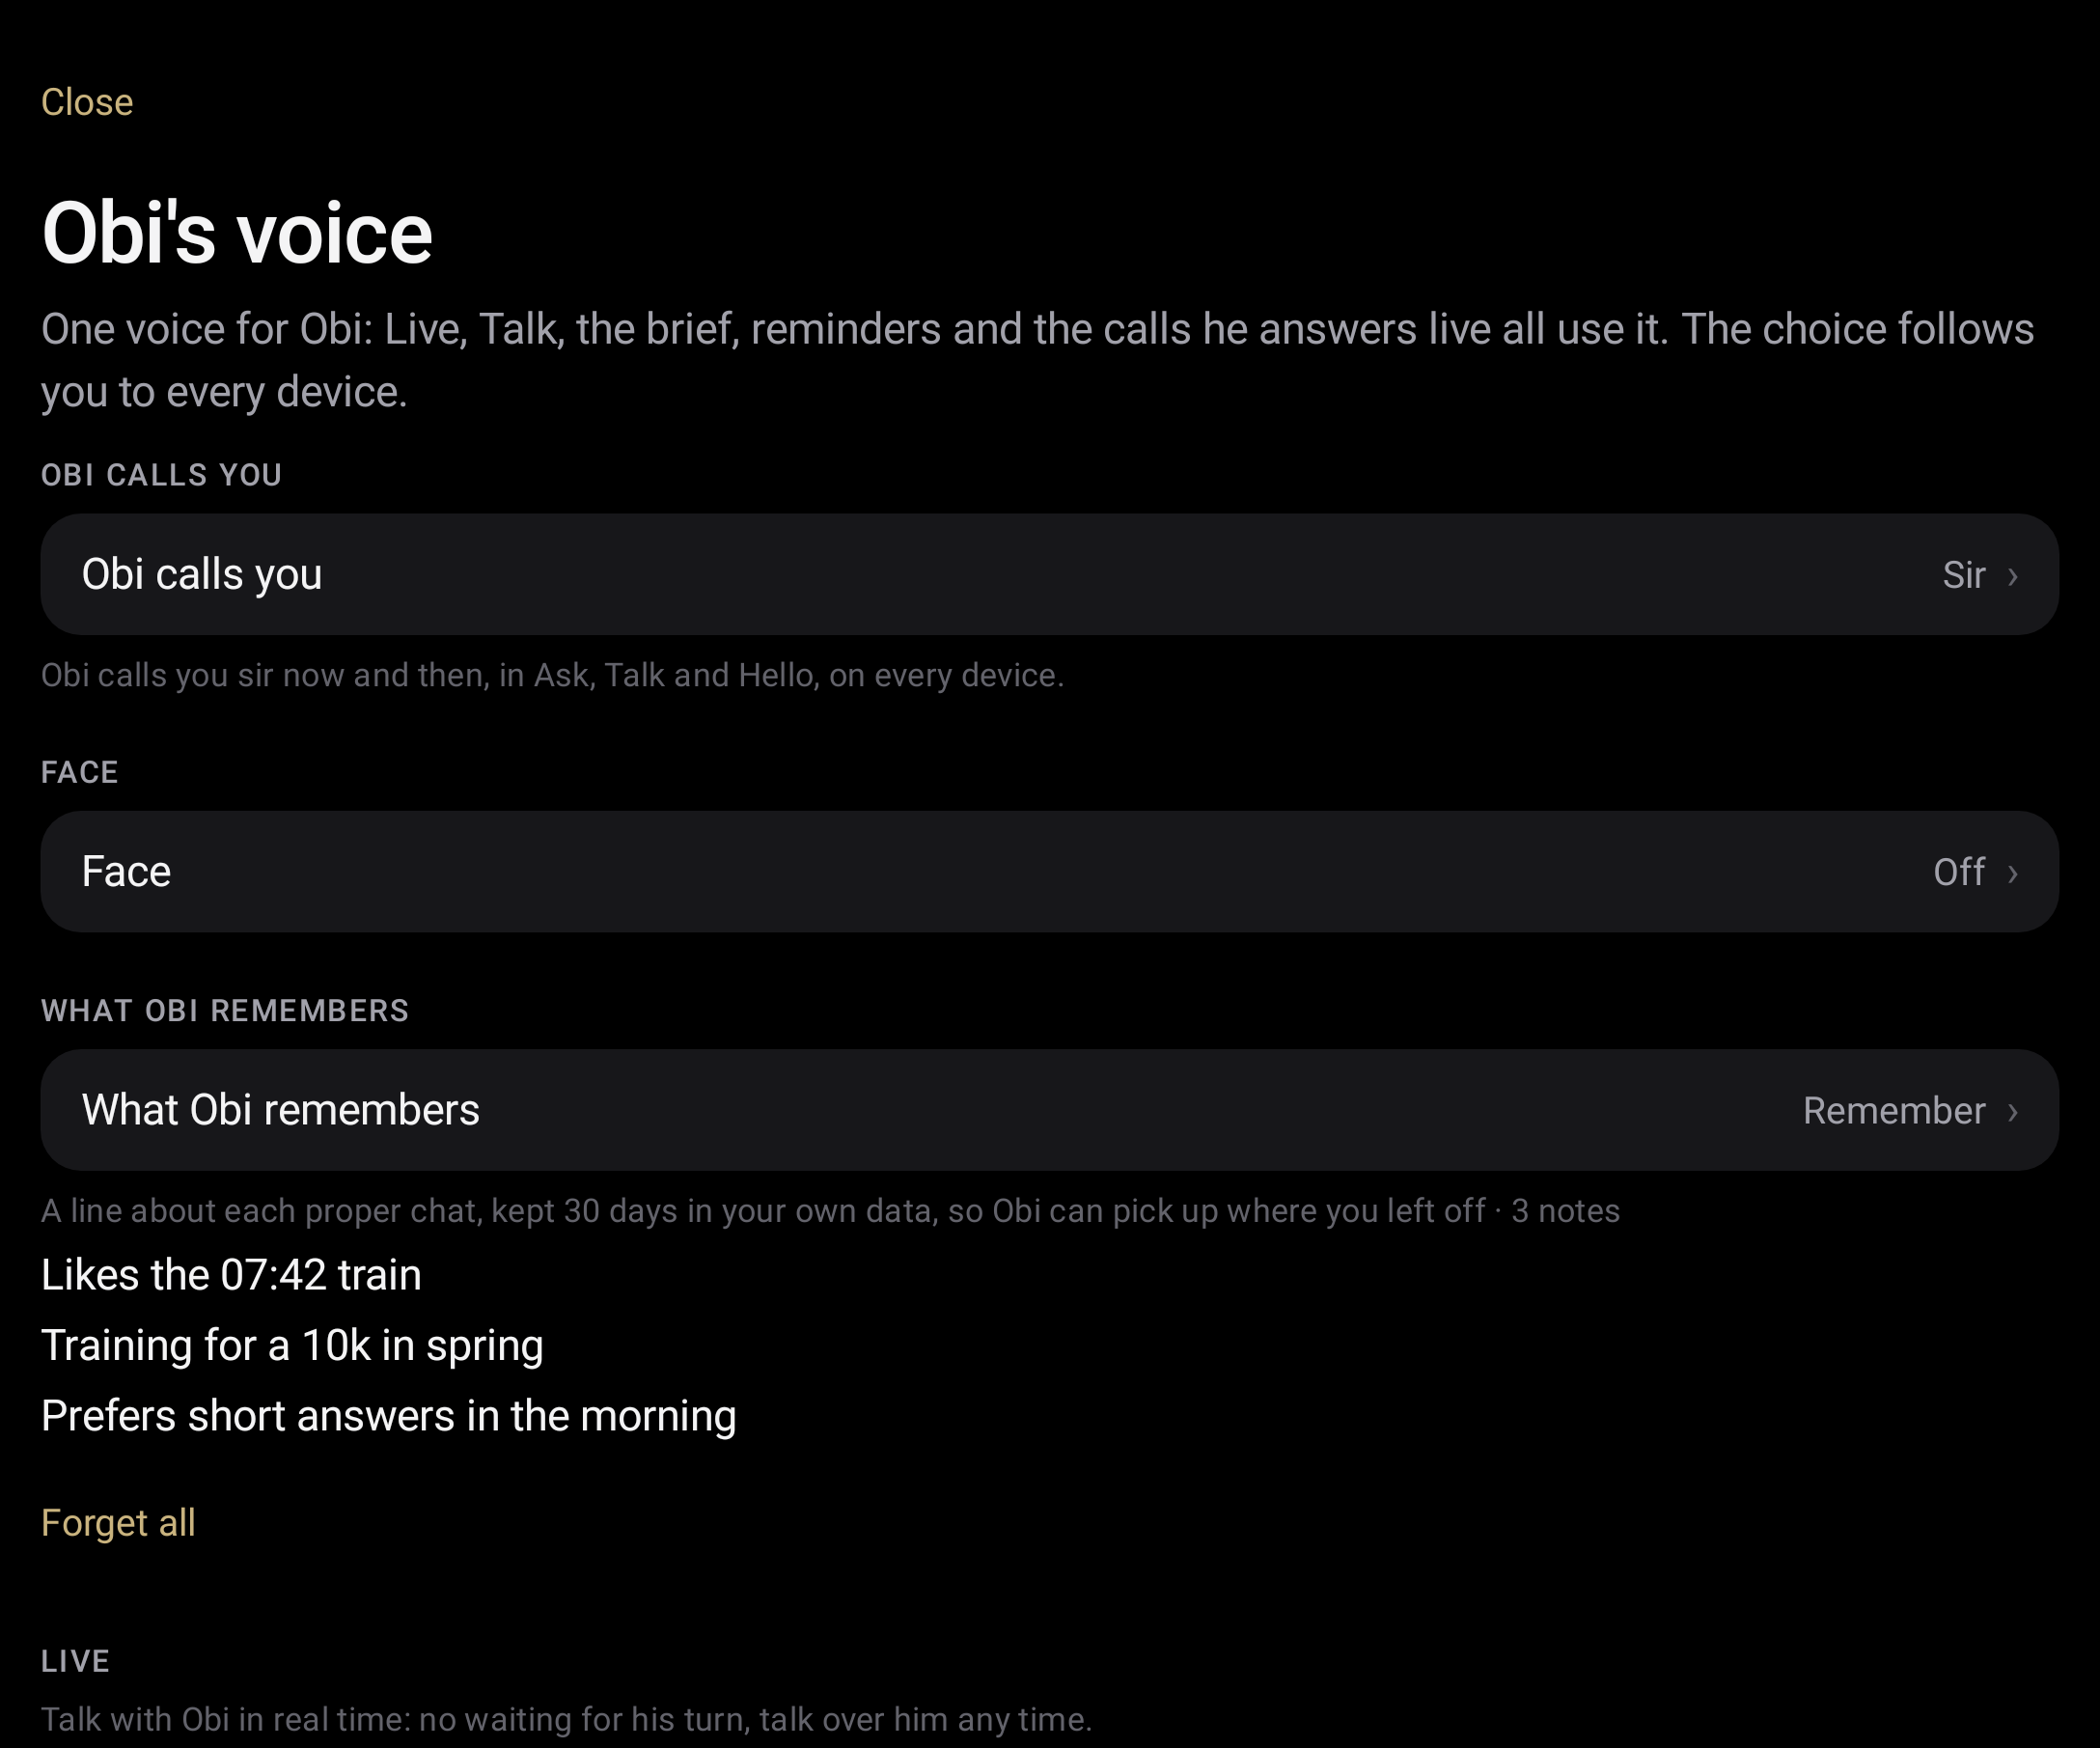 Close
Obi's voice
One voice for Obi: Live, Talk, the brief, reminders and the calls he answers live all use it. The choice follows
you to every device.
OBI CALLS YOU
Obi calls you
Sir ›
Obi calls you sir now and then, in Ask, Talk and Hello, on every device.
FACE
Face
Off ›
WHAT OBI REMEMBERS
What Obi remembers
Remember ›
A line about each proper chat, kept 30 days in your own data, so Obi can pick up where you left off · 3 notes
Likes the 07:42 train
Training for a 10k in spring
Prefers short answers in the morning
Forget all
LIVE
Talk with Obi in real time: no waiting for his turn, talk over him any time.